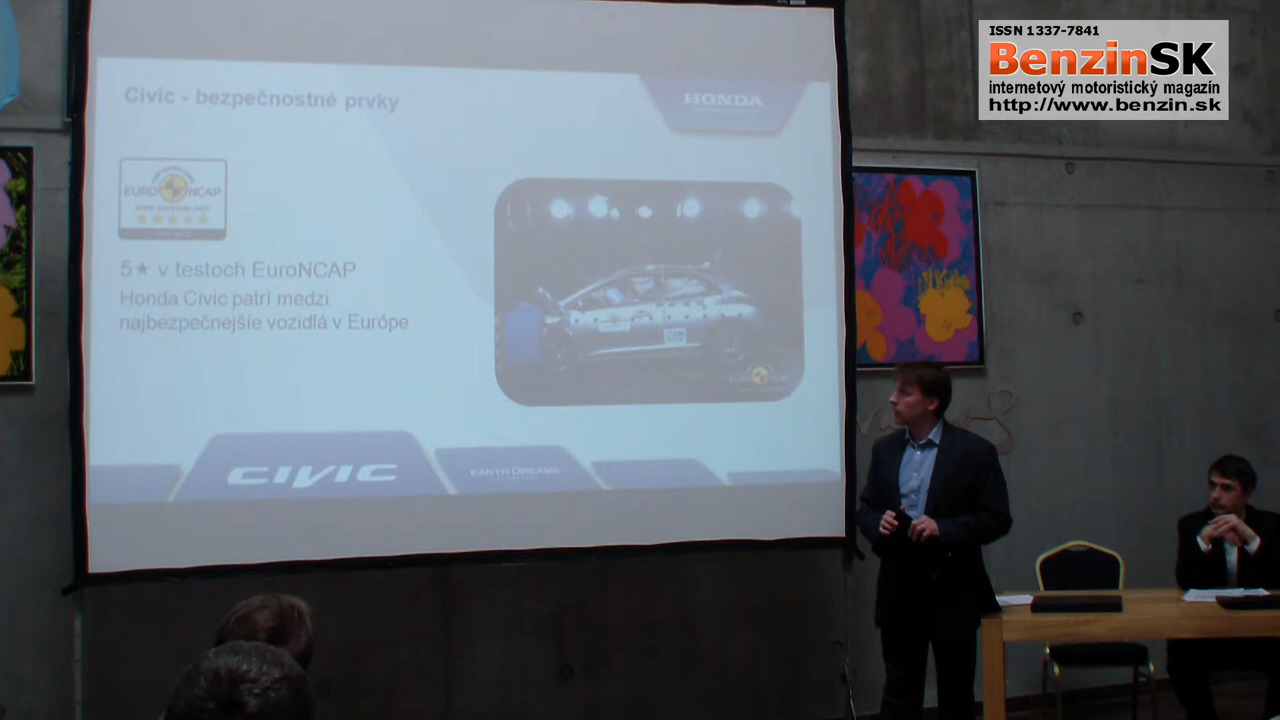 ISSN 1337-7841
BenzinSK
internetový motoristický magazín
http://www.benzin.sk
Civic - bezpečnostné prvky
HONDA
EURO NCAP
5★ v testoch EuroNCAP
Honda Civic patrí medzi
najbezpečnejšie vozidlá v Európe
CIVIC
EARTH DREAMS